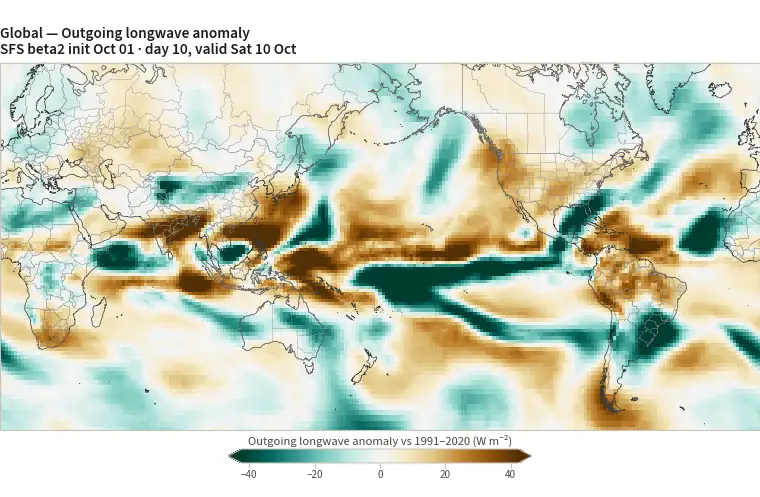 Global — Outgoing longwave anomaly
SFS beta2 init Oct 01 · day 10, valid Sat 10 Oct
Outgoing longwave anomaly vs 1991–2020 (W m⁻²)
−40 −20 0 20 40